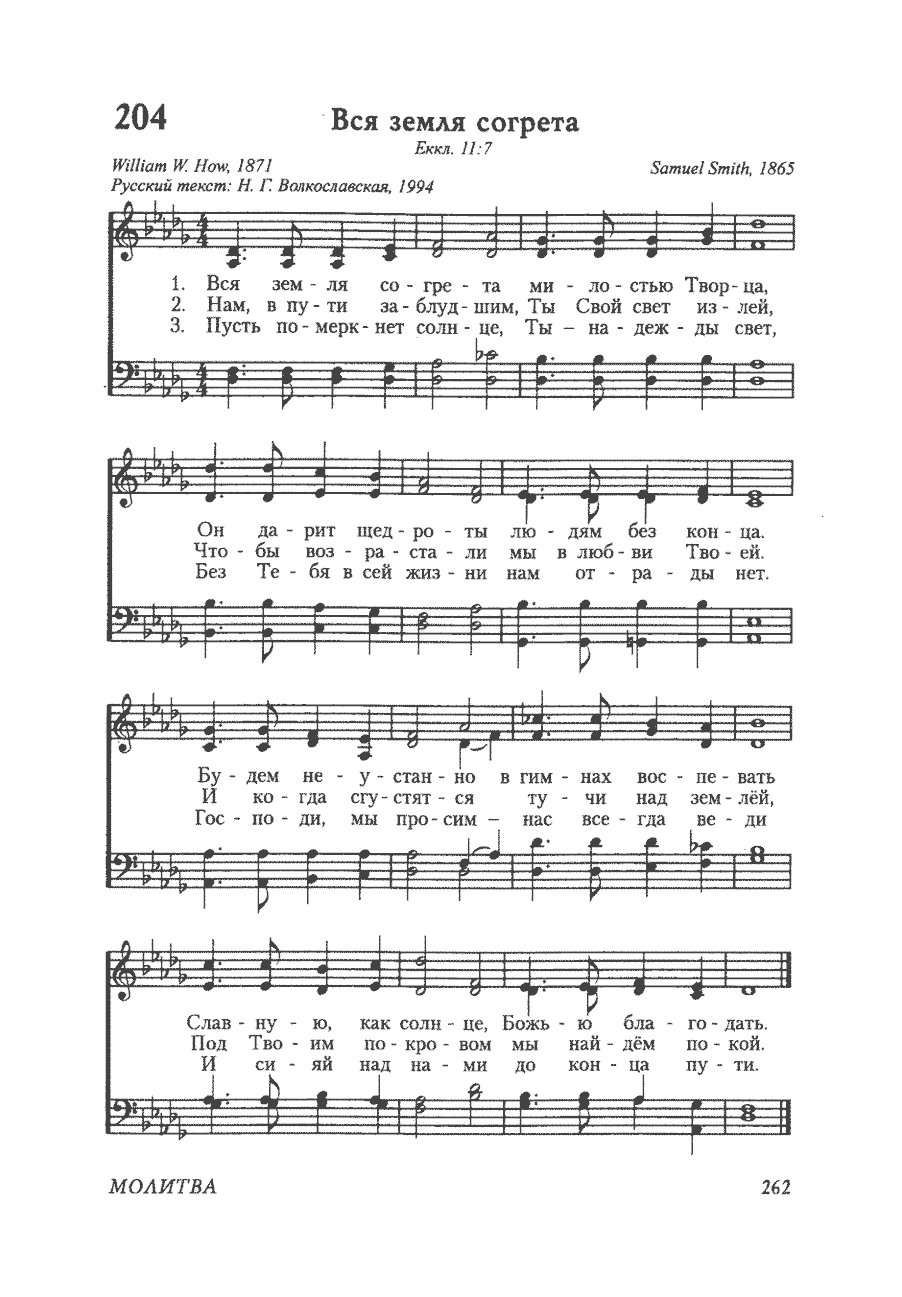 204
Вся земля согрета
Еккл. 11:7
William W. How, 1871
Samuel Smith, 1865
Русский текст: Н. Г. Волкославская, 1994
1. Вся зем - ля со - гре - та ми - ло - стью Твор - ца,
2. Нам, в пу - ти за - блуд - шим, Ты Свой свет из - лей,
3. Пусть по - мерк - нет солн - це, Ты – на - деж - ды свет,
Он да - рит щед - ро - ты лю - дям без кон - ца.
Что - бы воз - ра - ста - ли мы в люб - ви Тво - ей.
Без Те - бя в сей жиз - ни нам от - ра - ды нет.
Бу - дем не - у - стан - но в гим - нах вос - пе - вать
И ко - гда сгу - стят - ся ту - чи над зем - лёй,
Гос - по - ди, мы про - сим – нас все - гда ве - ди
Слав - ну - ю, как солн - це, Божь - ю бла - го - дать.
Под Тво - им по - кро - вом мы най - дём по - кой.
И си - яй над на - ми до кон - ца пу - ти.
МОЛИТВА
262